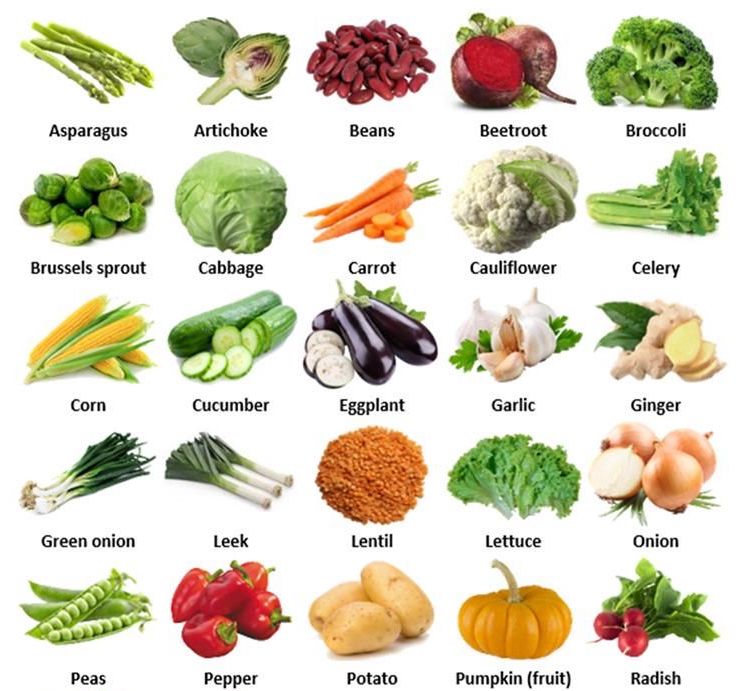 Asparagus
Artichoke
Beans
Beetroot
Broccoli
Brussels sprout
Cabbage
Carrot
Cauliflower
Celery
Corn
Cucumber
Eggplant
Garlic
Ginger
Green onion
Leek
Lentil
Lettuce
Onion
Peas
Pepper
Potato
Pumpkin (fruit)
Radish